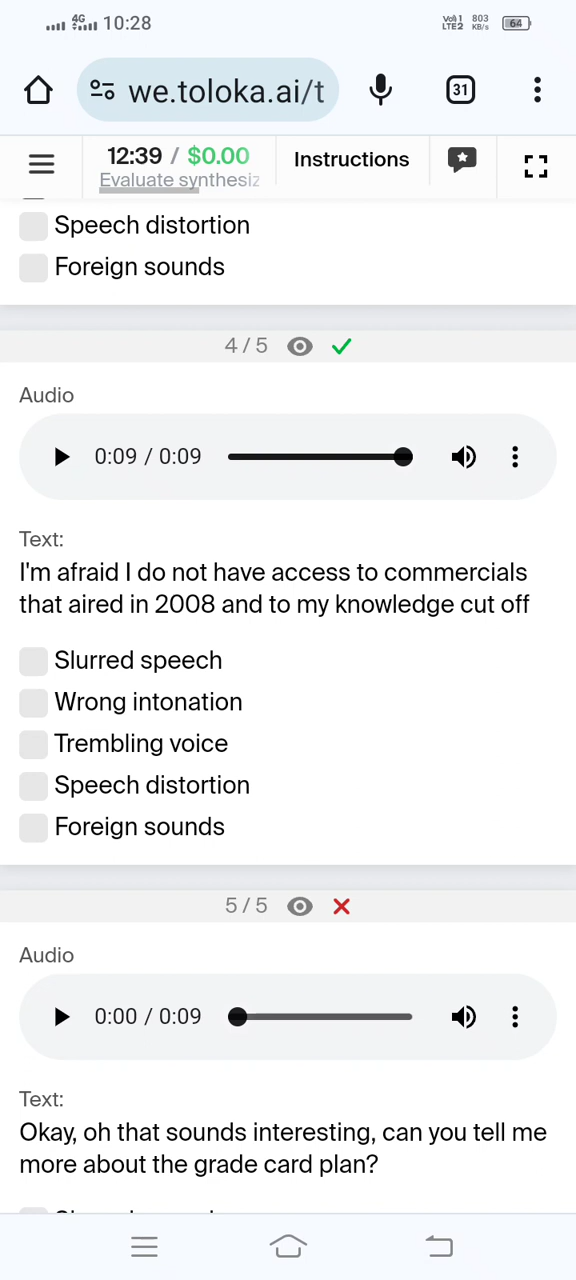 4G 10:28 Vo) 1 LTE2 803 KB/s 64
we.toloka.ai/t 31
12:39 / $0.00 Instructions
Evaluate synthesiz
Speech distortion
Foreign sounds
4 / 5
Audio
0:09 / 0:09
Text:
I'm afraid I do not have access to commercials
that aired in 2008 and to my knowledge cut off
Slurred speech
Wrong intonation
Trembling voice
Speech distortion
Foreign sounds
5 / 5
Audio
0:00 / 0:09
Text:
Okay, oh that sounds interesting, can you tell me
more about the grade card plan?